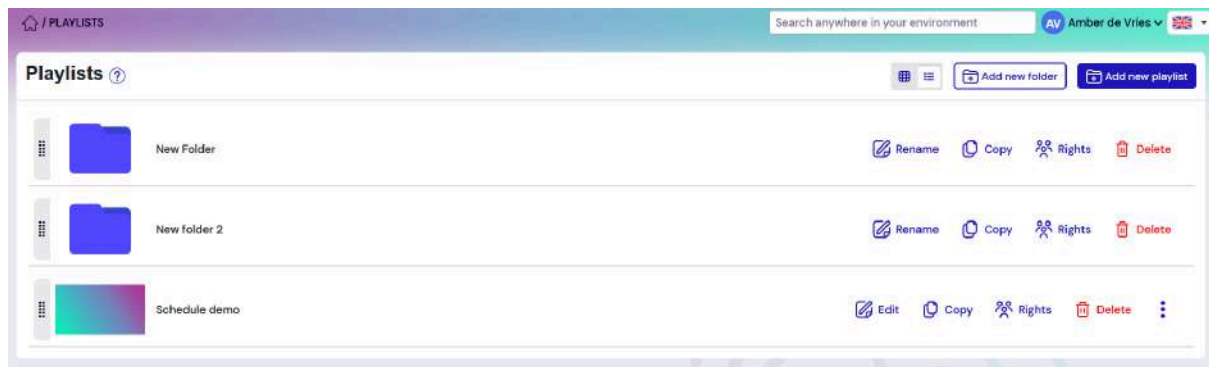 / PLAYLISTS
Search anywhere in your environment
AV Amber de Vries
Playlists ?
Add new folder
Add new playlist
New Folder
Rename Copy Rights Delete
New folder 2
Rename Copy Rights Delete
Schedule demo
Edit Copy Rights Delete